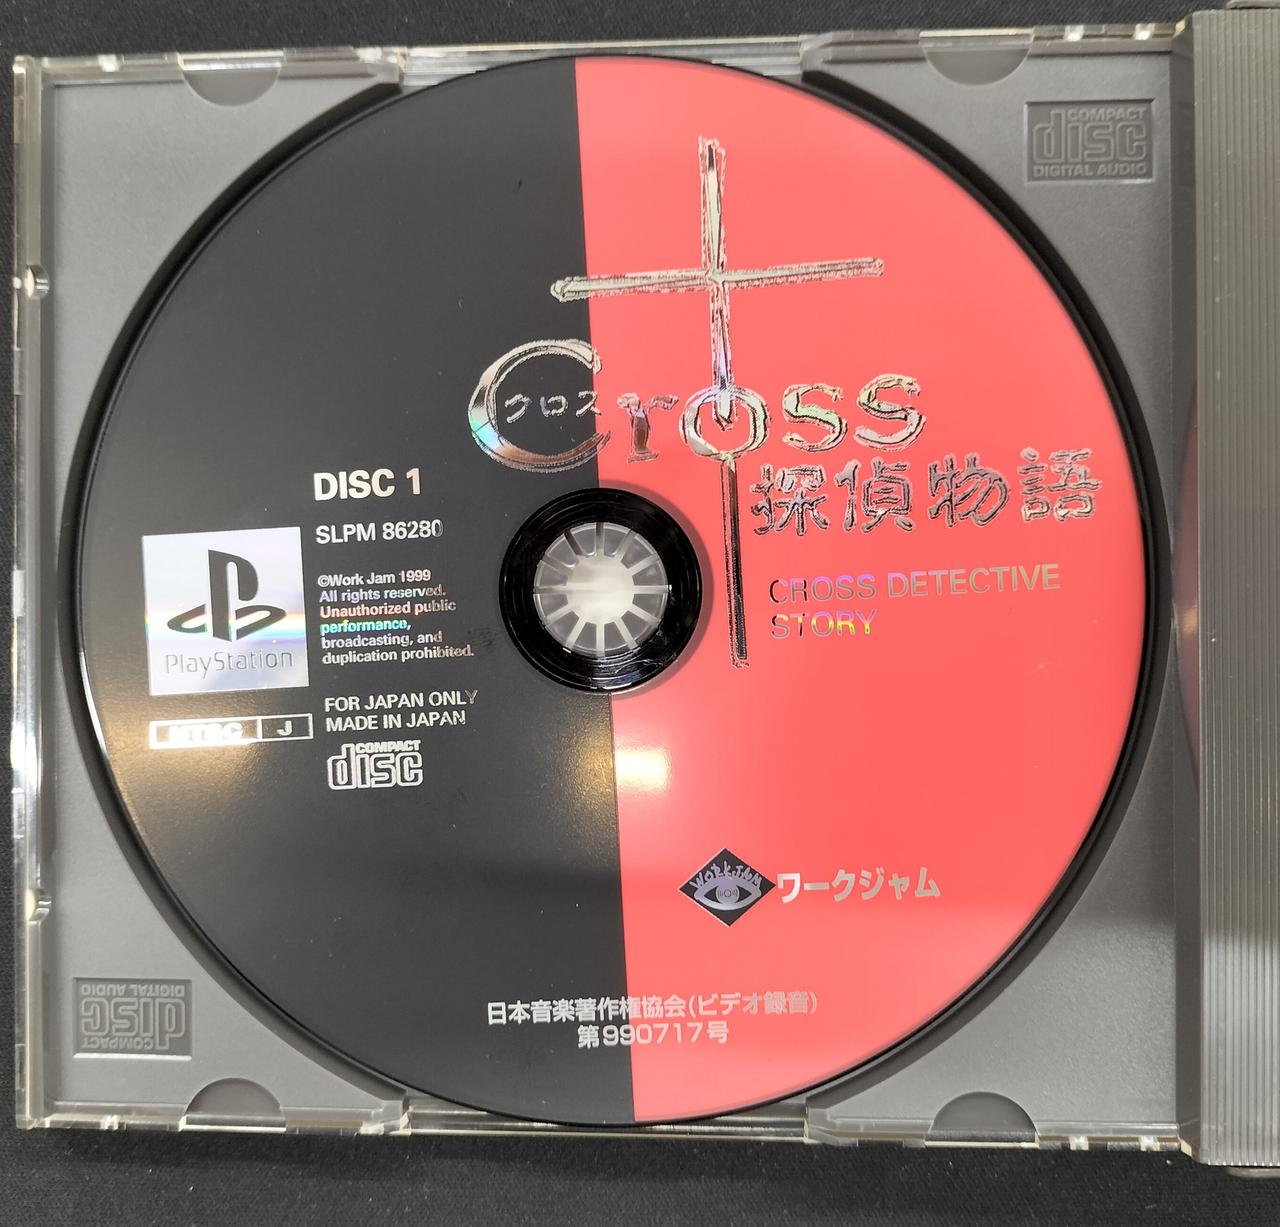 COMPACT
disc
DIGITAL AUDIO
Cross
クロス
探偵物語
CROSS DETECTIVE
STORY
DISC 1
SLPM 86280
PlayStation
©Work Jam 1999
All rights reserved.
Unauthorized public
performance,
broadcasting, and
duplication prohibited.
NTSC J
FOR JAPAN ONLY
MADE IN JAPAN
COMPACT
disc
WORK JAM
ワークジャム
日本音楽著作権協会(ビデオ録音)
第990717号
COMPACT
disc
DIGITAL AUDIO